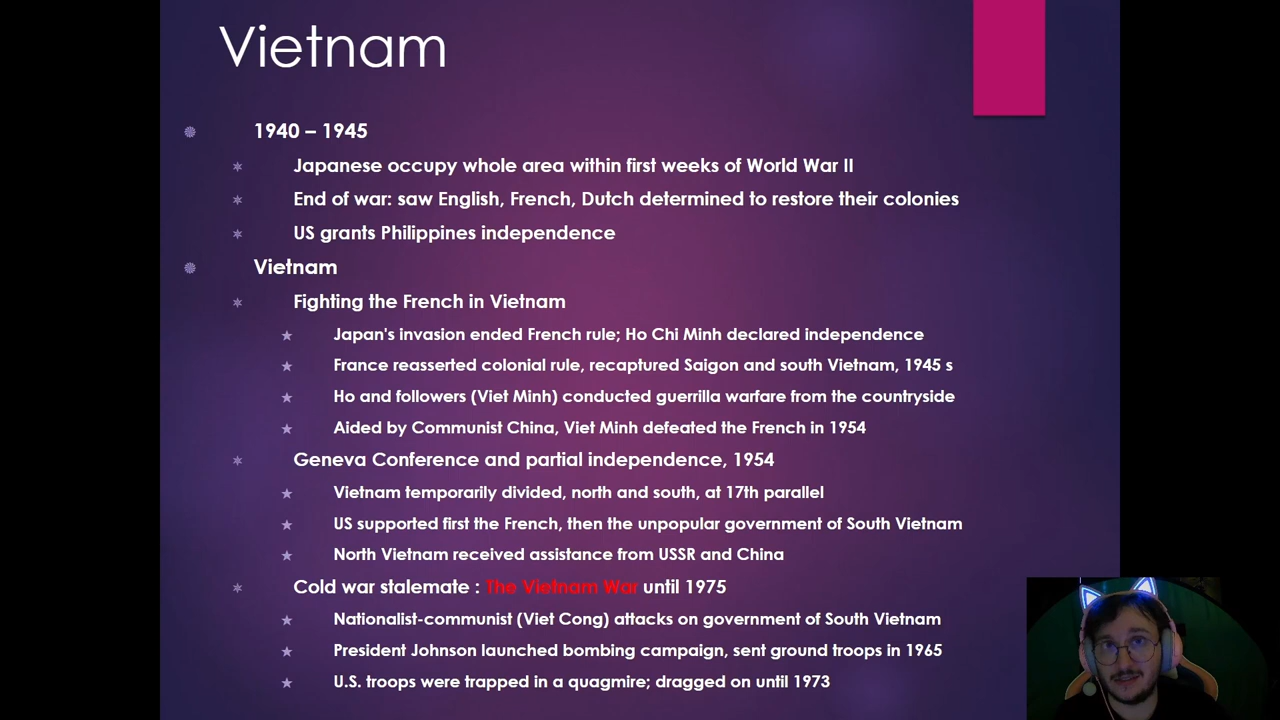 Vietnam
1940 – 1945
Japanese occupy whole area within first weeks of World War II
End of war: saw English, French, Dutch determined to restore their colonies
US grants Philippines independence
Vietnam
Fighting the French in Vietnam
Japan's invasion ended French rule; Ho Chi Minh declared independence
France reasserted colonial rule, recaptured Saigon and south Vietnam, 1945 s
Ho and followers (Viet Minh) conducted guerrilla warfare from the countryside
Aided by Communist China, Viet Minh defeated the French in 1954
Geneva Conference and partial independence, 1954
Vietnam temporarily divided, north and south, at 17th parallel
US supported first the French, then the unpopular government of South Vietnam
North Vietnam received assistance from USSR and China
Cold war stalemate : The Vietnam War until 1975
Nationalist-communist (Viet Cong) attacks on government of South Vietnam
President Johnson launched bombing campaign, sent ground troops in 1965
U.S. troops were trapped in a quagmire; dragged on until 1973